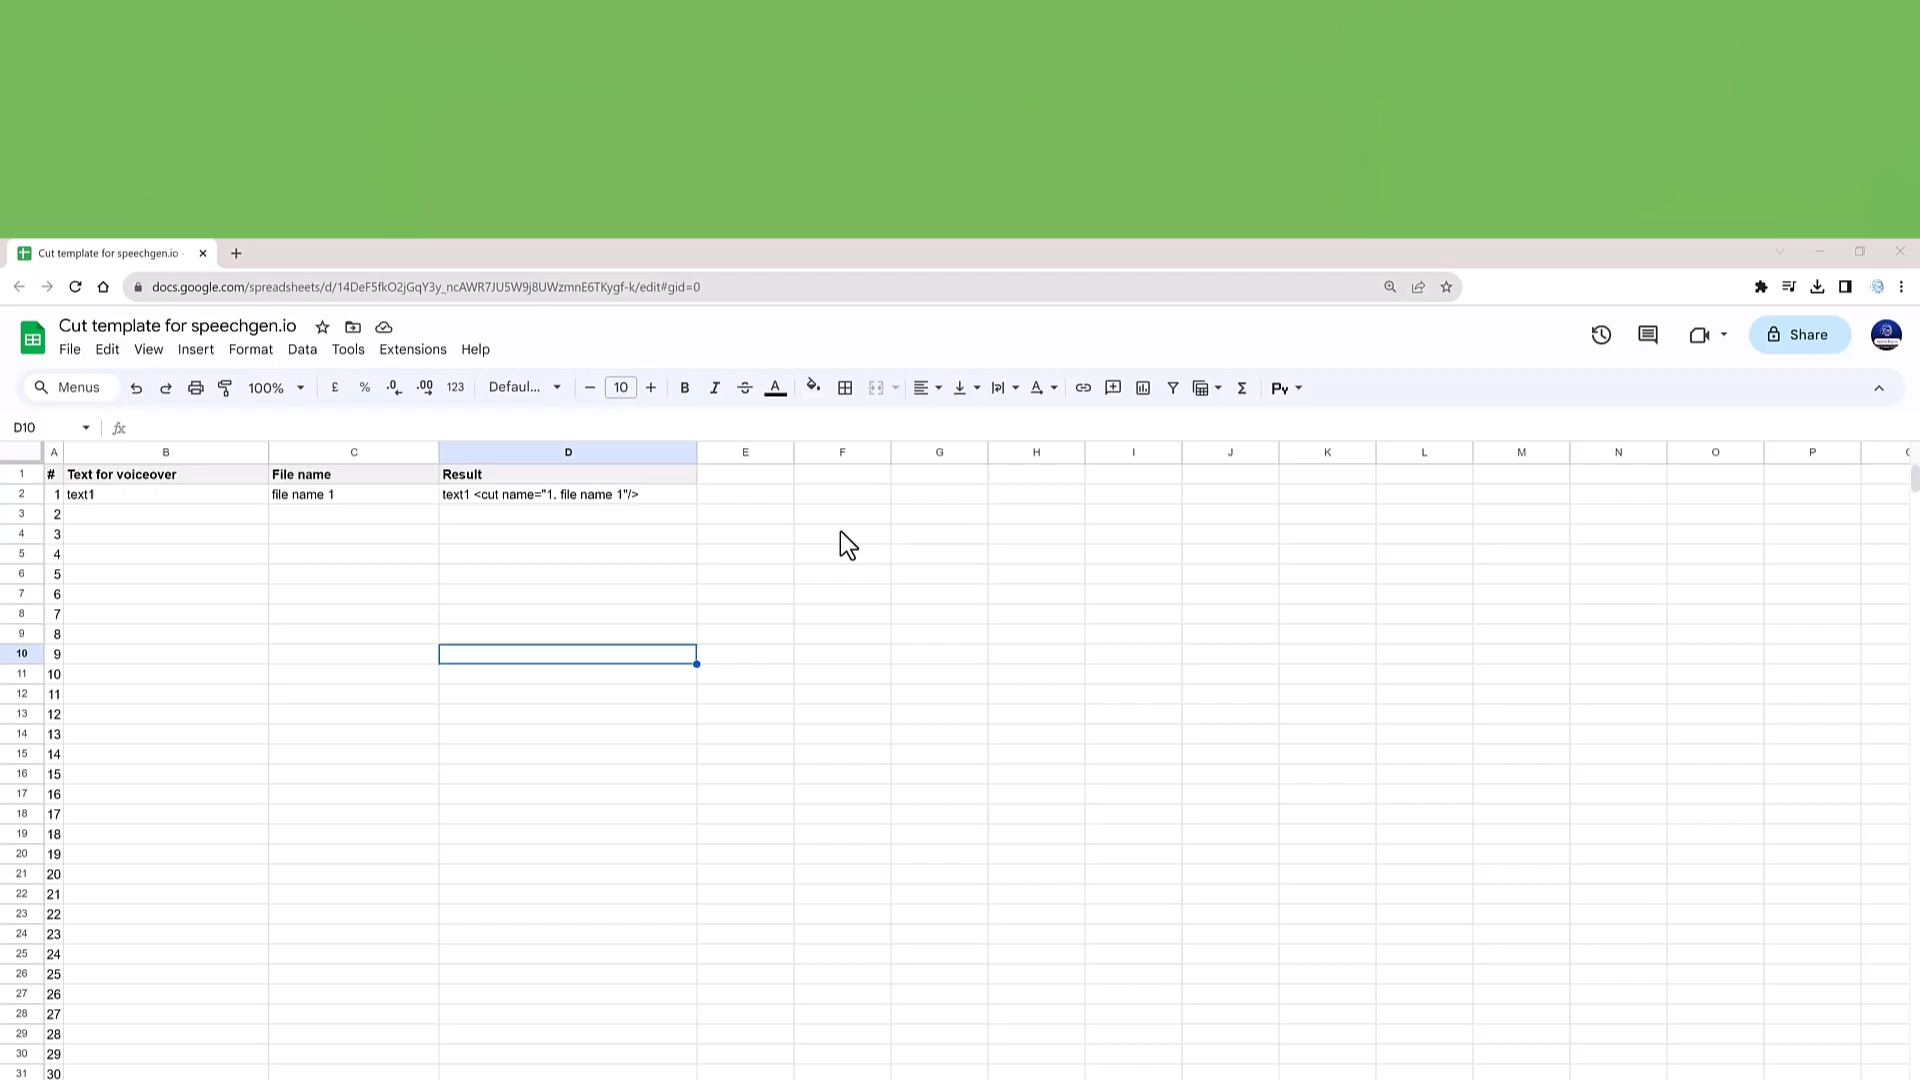 Cut template for speechgen.io
docs.google.com/spreadsheets/d/14DeF5fkO2jGqY3y_ncAWR7JU5W9j8UWzmnE6TKygf-k/edit#gid=0
Cut template for speechgen.io
File Edit View Insert Format Data Tools Extensions Help
Share
Menus 100% £ % .0 .00 123 Defaul... 10 B I A Σ Py
D10 fx
A B C D E F G H I J K L M N O P
1 # Text for voiceover File name Result
2 1 text1 file name 1 text1 <cut name="1. file name 1"/>
3 2
4 3
5 4
6 5
7 6
8 7
9 8
10 9
11 10
12 11
13 12
14 13
15 14
16 15
17 16
18 17
19 18
20 19
21 20
22 21
23 22
24 23
25 24
26 25
27 26
28 27
29 28
30 29
31 30